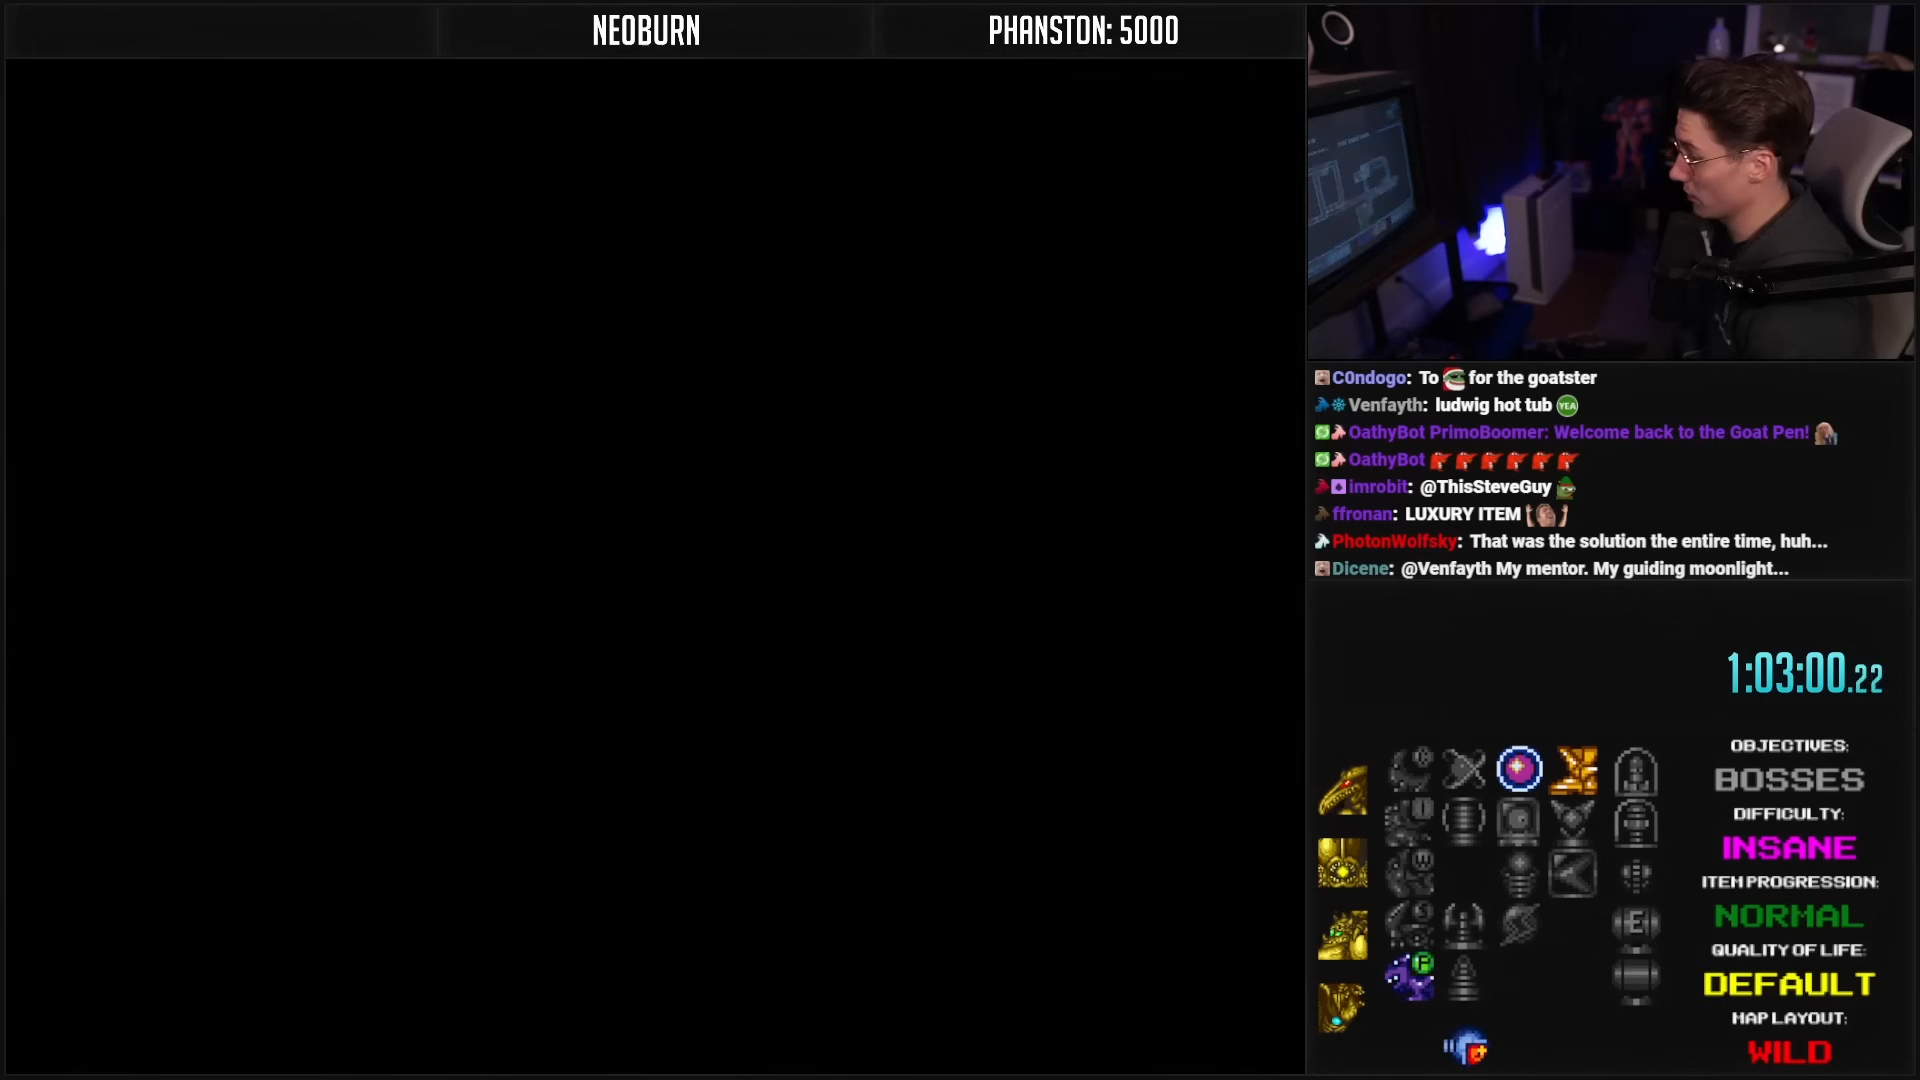 NEOBURN
PHANSTON: 5000
C0ndogo: To for the goatster
Venfayth: ludwig hot tub YEA
OathyBot PrimoBoomer: Welcome back to the Goat Pen!
OathyBot
imrobit: @ThisSteveGuy
ffronan: LUXURY ITEM
PhotonWolfsky: That was the solution the entire time, huh...
Dicene: @Venfayth My mentor. My guiding moonlight...
1:03:00.22
OBJECTIVES:
BOSSES
DIFFICULTY:
INSANE
ITEM PROGRESSION:
NORMAL
QUALITY OF LIFE:
DEFAULT
MAP LAYOUT:
WILD